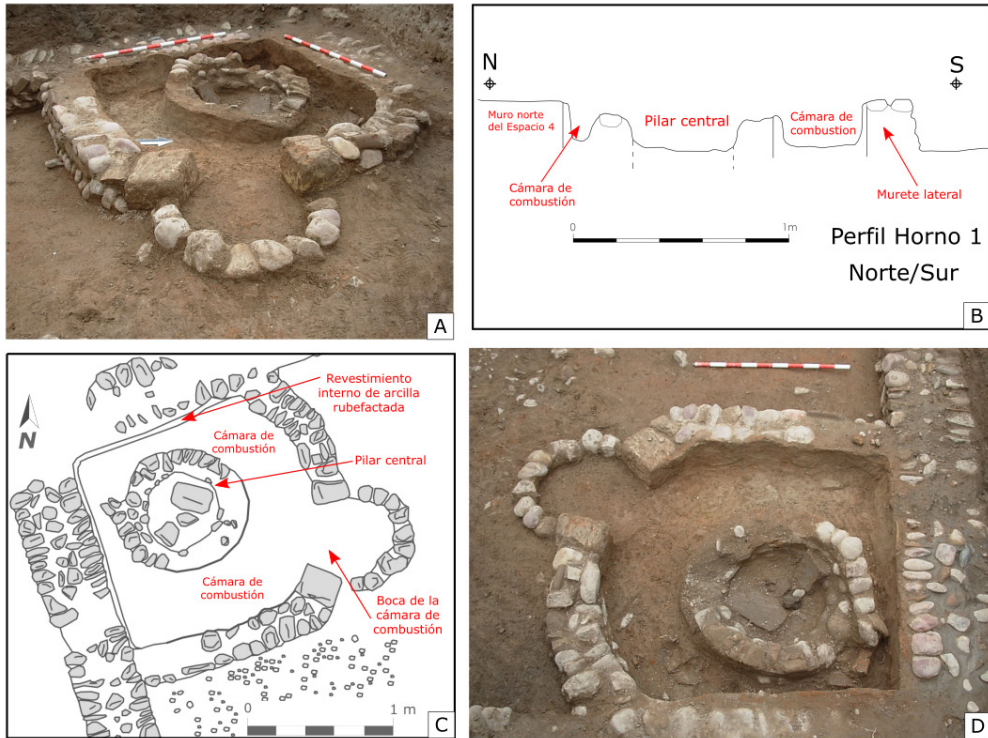 A
N
S
Muro norte
del Espacio 4
Pilar central
Cámara de
combustión
Cámara de
combustión
Murete lateral
0
1m
Perfil Horno 1
Norte/Sur
B
Revestimiento
interno de arcilla
rubefactada
N
Cámara de
combustión
Pilar central
Cámara de
combustión
Boca de la
cámara de
combustión
0
1 m
C
D